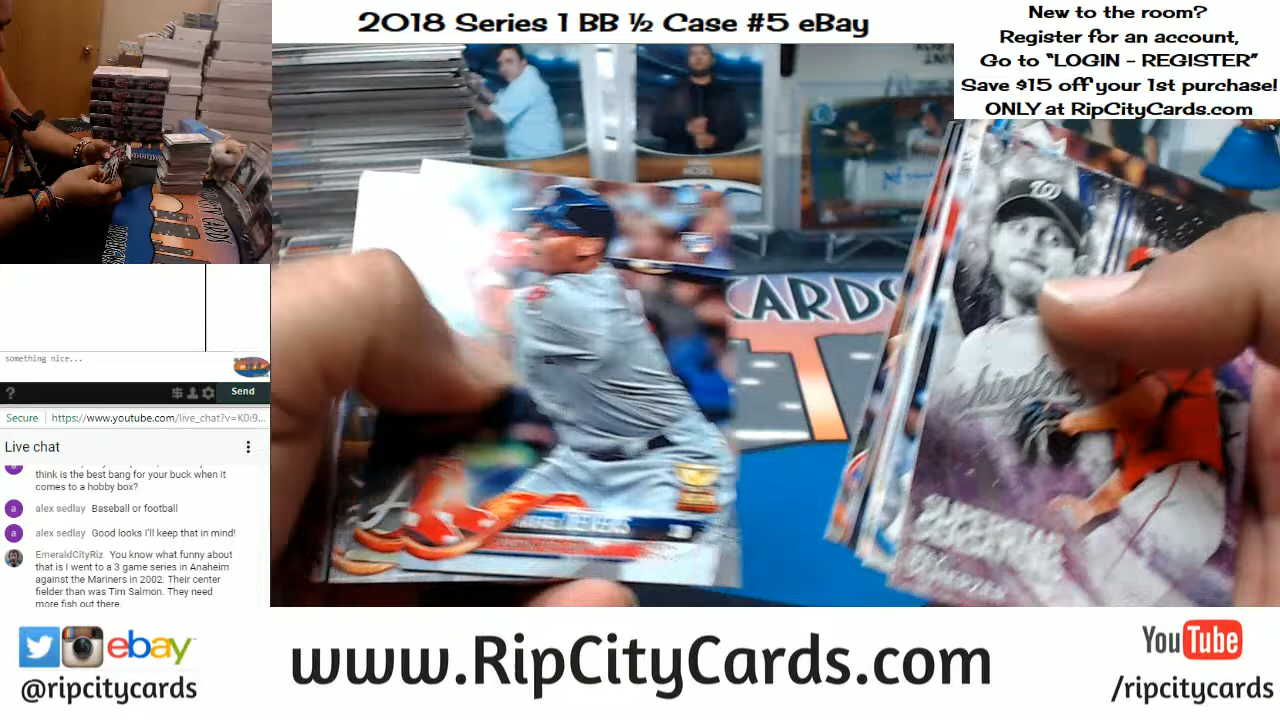 2018 Series 1 BB ½ Case #5 eBay
New to the room?
Register for an account,
Go to “LOGIN - REGISTER”
Save $15 off your 1st purchase!
ONLY at RipCityCards.com
CARDS
W
something nice...
?
Send
Secure
https://www.youtube.com/live_chat?v=K0i9...
Live chat
think is the best bang for your buck when it
comes to a hobby box?
a alex sedlay Baseball or football
a alex sedlay Good looks I'll keep that in mind!
EmeraldCityRiz You know what funny about
that is I went to a 3 game series in Anaheim
against the Mariners in 2002. Their center
fielder than was Tim Salmon. They need
more fish out there.
ebay
@ripcitycards
www.RipCityCards.com
YouTube
/ripcitycards